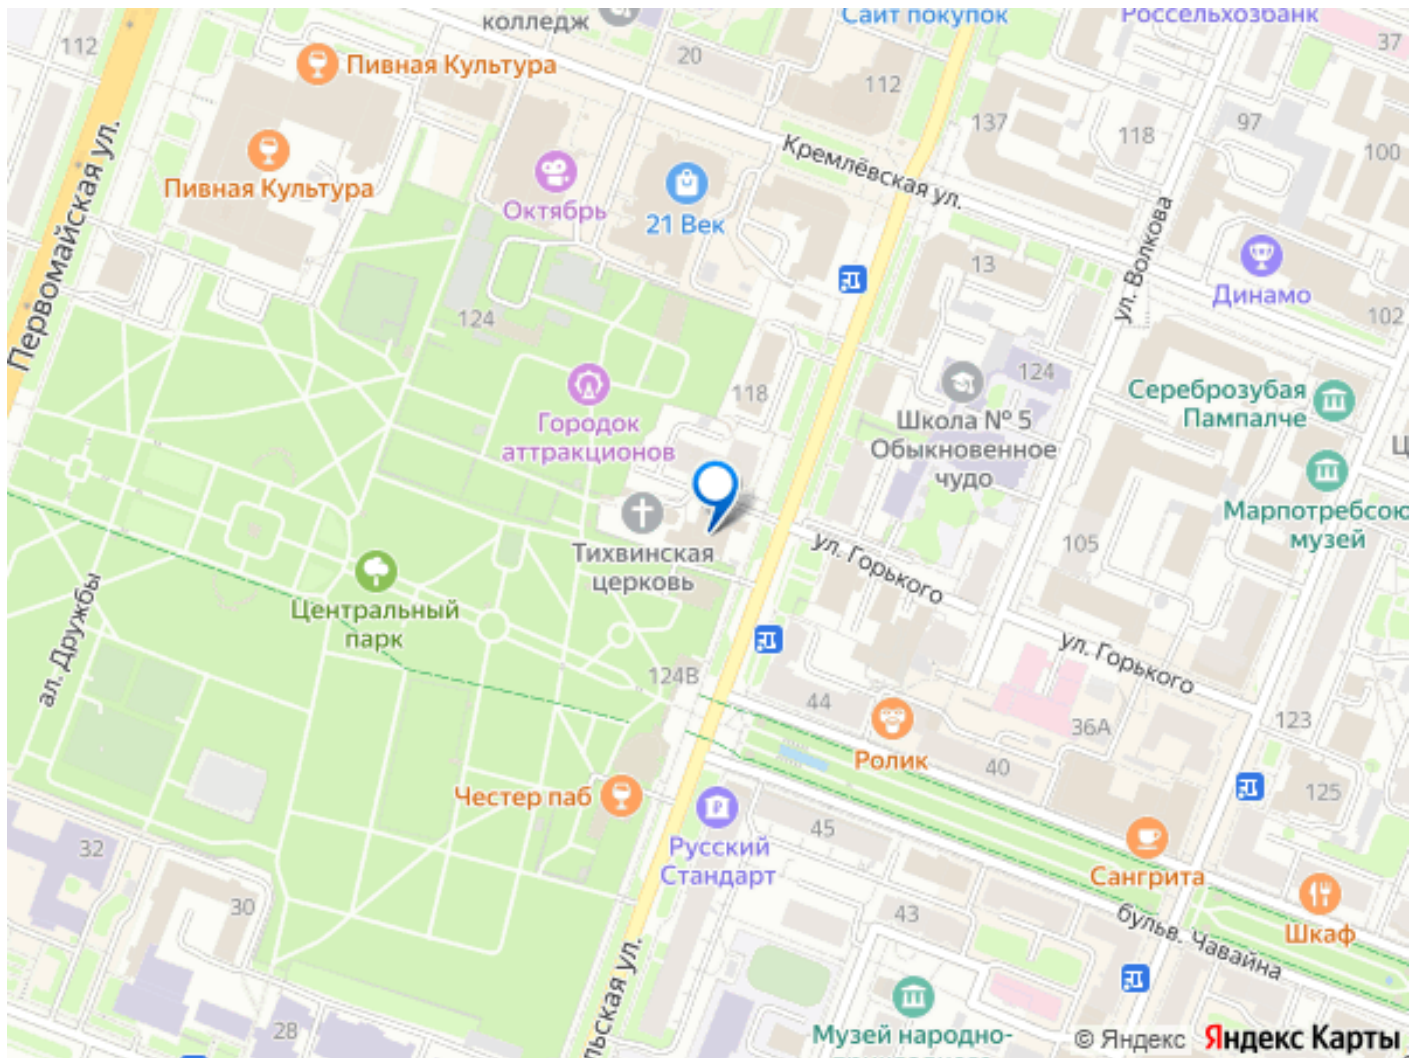 колледж
Сайт покупок
Россельхозбанк
112
20
37
Пивная Культура
112
137
118
97
100
Пивная Культура
Кремлёвская ул.
Октябрь
21 Век
Первомайская ул.
13
ул. Волкова
Динамо
102
124
118
124
Городок
аттракционов
Школа № 5
Обыкновенное
чудо
Сереброзубая
Пампалче
Ц
Марпотребсою
музей
Тихвинская
церковь
ул. Горького
105
Центральный
парк
ал. Дружбы
ул. Горького
124В
44
Ролик
36А
123
40
Честер паб
125
Русский
Стандарт
45
32
Сангрита
30
43
бульв. Чавайна
Шкаф
льская ул.
28
Музей народно-
© Яндекс Яндекс Карты